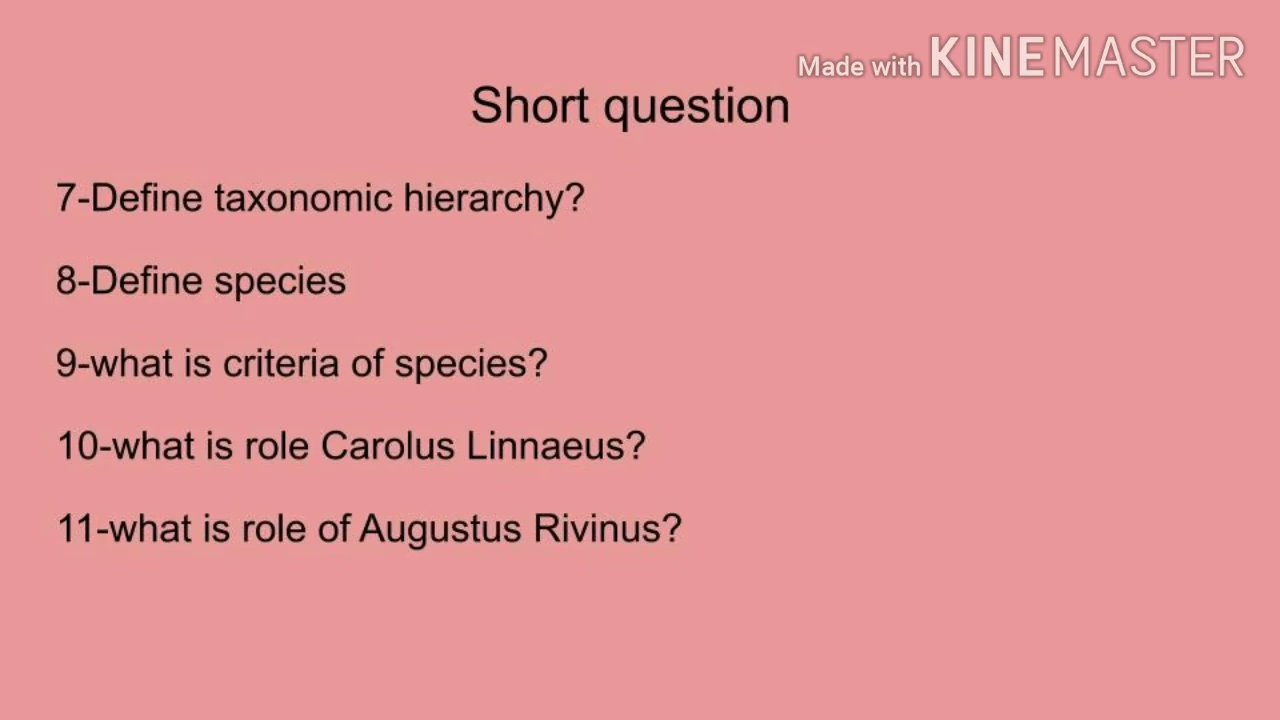 Made with KINEMASTER
Short question
7-Define taxonomic hierarchy?
8-Define species
9-what is criteria of species?
10-what is role Carolus Linnaeus?
11-what is role of Augustus Rivinus?